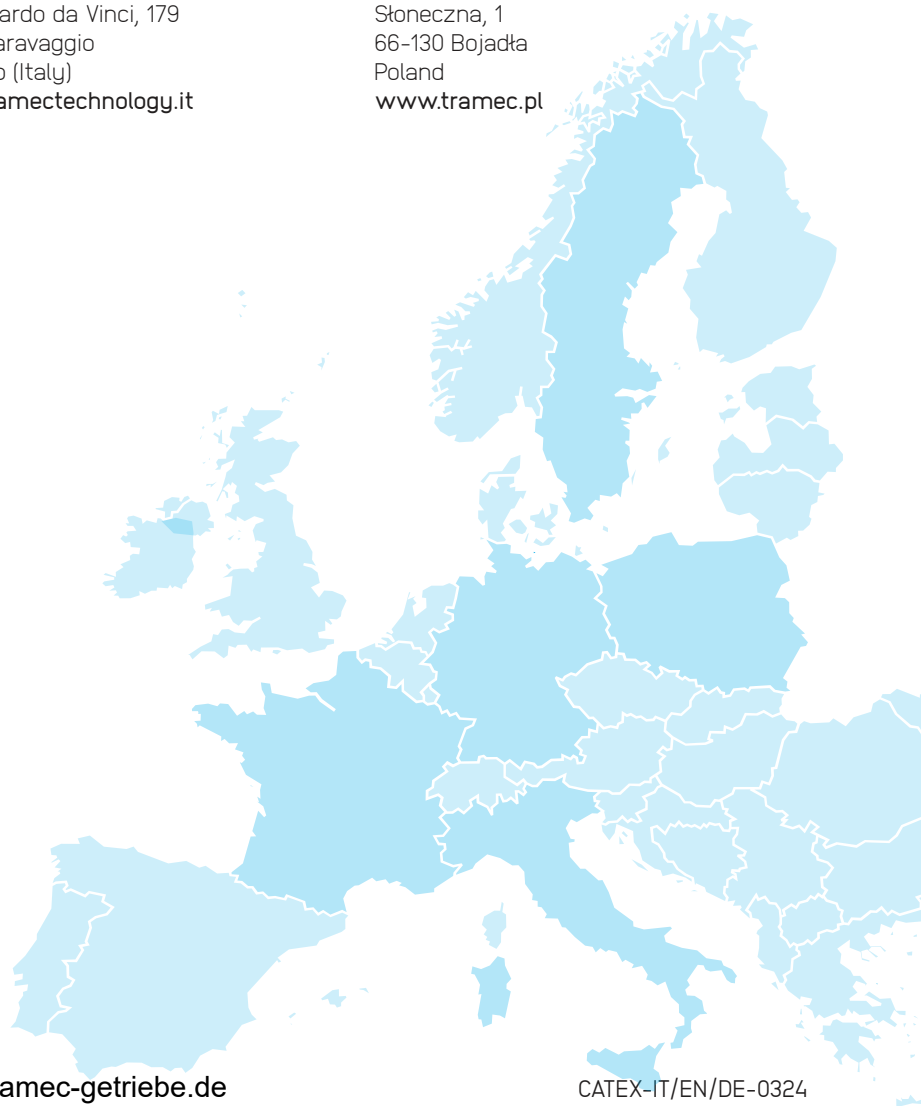 ardo da Vinci, 179
aravaggio
o (Italy)
amectechnology.it
Słoneczna, 1
66-130 Bojadła
Poland
www.tramec.pl
amec-getriebe.de
CATEX-IT/EN/DE-0324